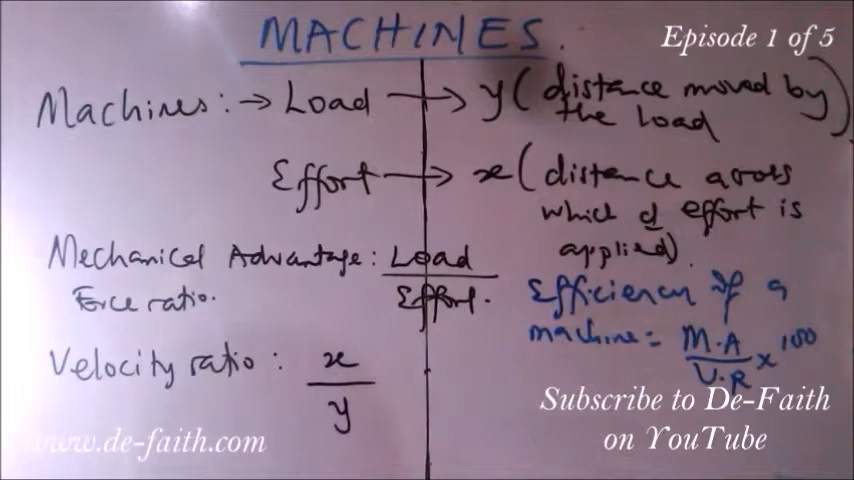 MACHINES.
Episode 1 of 5
Machines: → Load → y (distance moved by
the load)
Effort → x (distance across
which d effort is
applied).
Mechanical Advantage: Load
Effort.
Force ratio.
Velocity ratio: x
y
Efficiency of a
machine = M.A x 100
V.R
Subscribe to De-Faith
on YouTube
www.de-faith.com